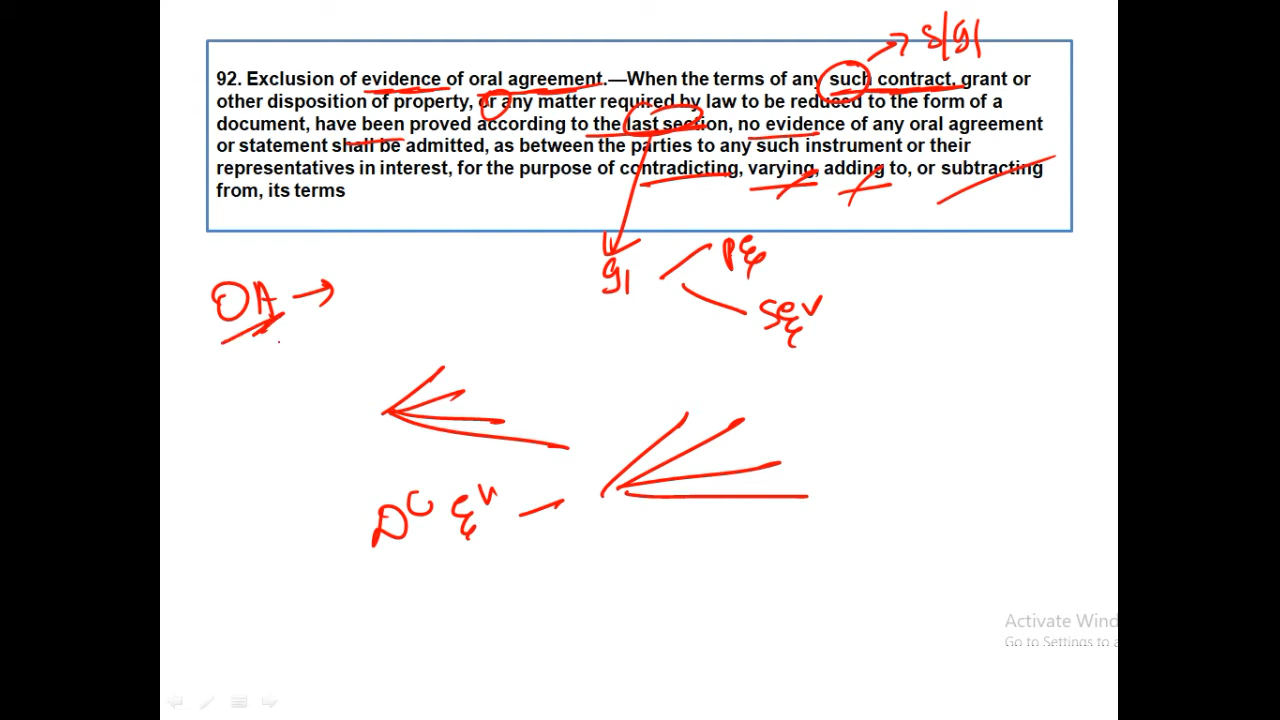 S/91
92. Exclusion of evidence of oral agreement.—When the terms of any such contract, grant or
other disposition of property, or any matter required by law to be reduced to the form of a
document, have been proved according to the last section, no evidence of any oral agreement
or statement shall be admitted, as between the parties to any such instrument or their
representatives in interest, for the purpose of contradicting, varying, adding to, or subtracting
from, its terms
91
OA
Activate Wind
Go to Settings to a